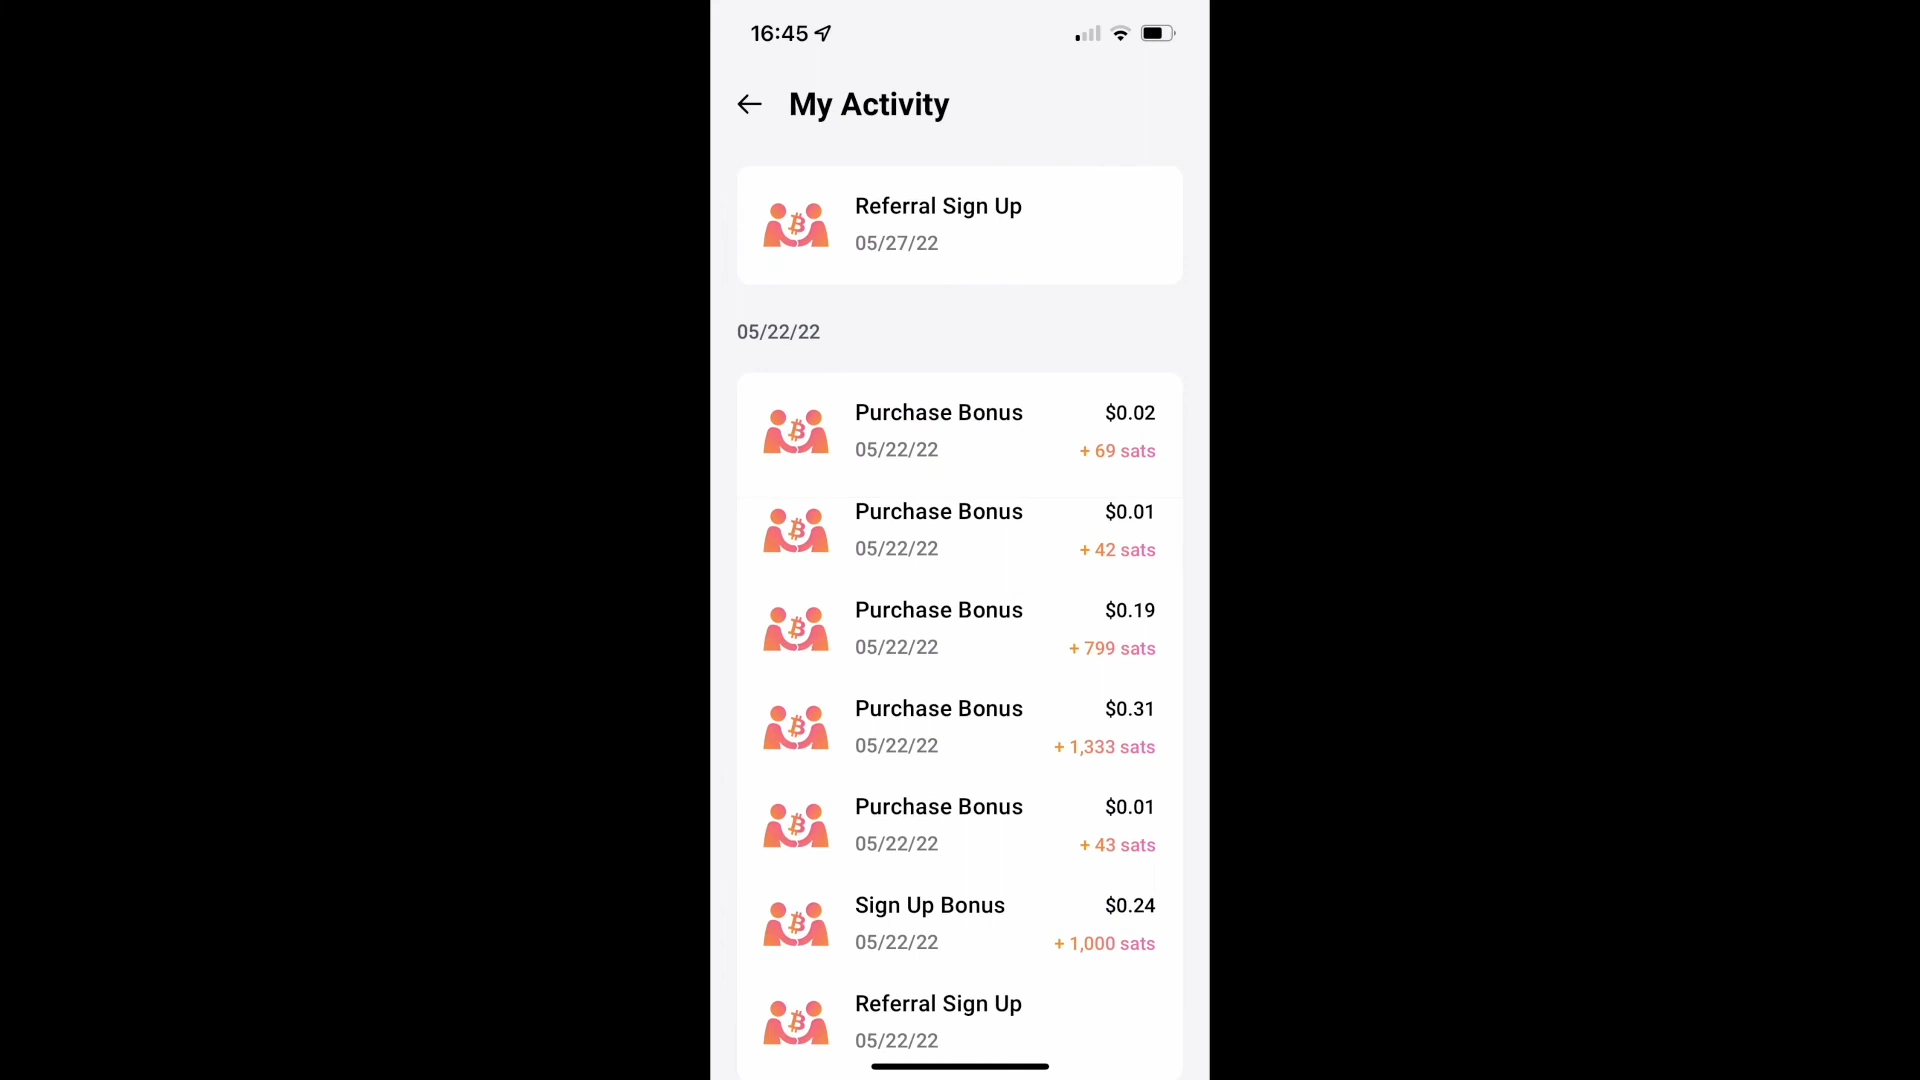 16:45
My Activity
Referral Sign Up
05/27/22
05/22/22
Purchase Bonus $0.02
05/22/22 + 69 sats
Purchase Bonus $0.01
05/22/22 + 42 sats
Purchase Bonus $0.19
05/22/22 + 799 sats
Purchase Bonus $0.31
05/22/22 + 1,333 sats
Purchase Bonus $0.01
05/22/22 + 43 sats
Sign Up Bonus $0.24
05/22/22 + 1,000 sats
Referral Sign Up
05/22/22